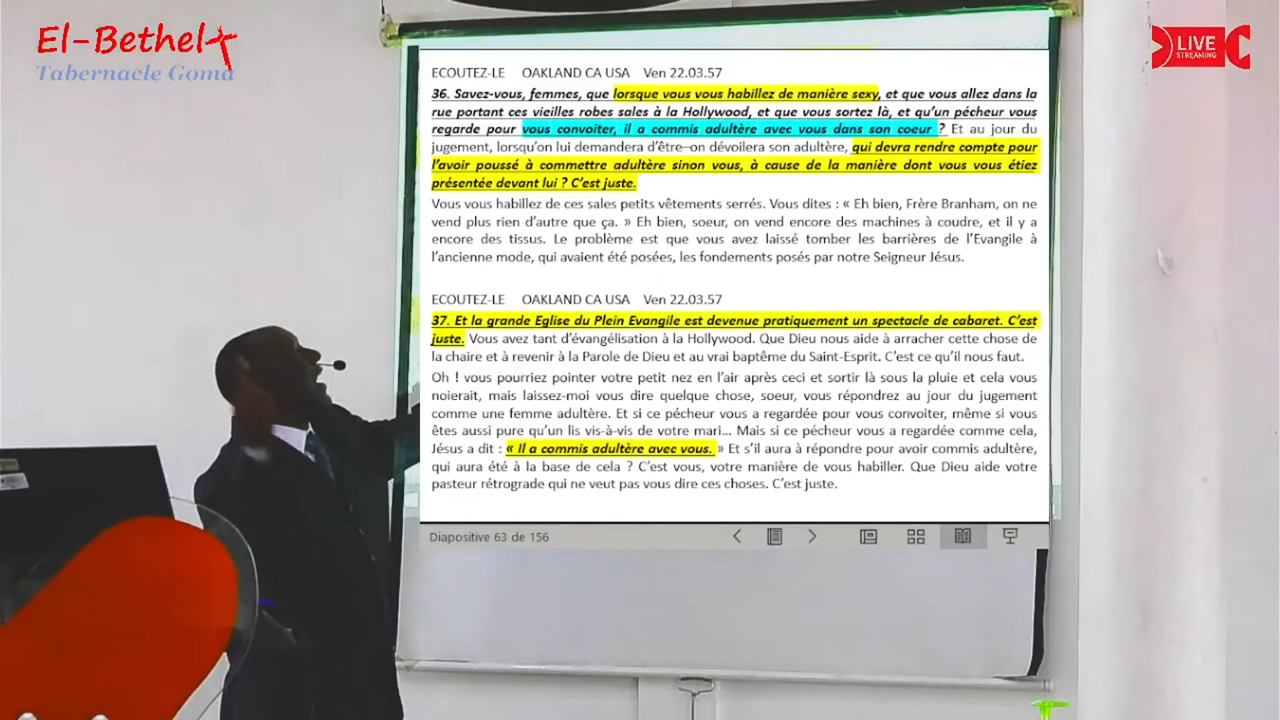 El-Bethel
Tabernacle Goma
LIVE
STREAMING
ECOUTEZ-LE OAKLAND CA USA Ven 22.03.57
36. Savez-vous, femmes, que lorsque vous vous habillez de manière sexy, et que vous allez dans la
rue portant ces vieilles robes sales à la Hollywood, et que vous sortez là, et qu'un pécheur vous
regarde pour vous convoiter, il a commis adultère avec vous dans son coeur ? Et au jour du
jugement, lorsqu'on lui demandera d'être—on dévoilera son adultère, qui devra rendre compte pour
l'avoir poussé à commettre adultère sinon vous, à cause de la manière dont vous vous étiez
présentée devant lui ? C'est juste.
Vous vous habillez de ces sales petits vêtements serrés. Vous dites : « Eh bien, Frère Branham, on ne
vend plus rien d'autre que ça. » Eh bien, soeur, on vend encore des machines à coudre, et il y a
encore des tissus. Le problème est que vous avez laissé tomber les barrières de l'Evangile à
l'ancienne mode, qui avaient été posées, les fondements posés par notre Seigneur Jésus.
ECOUTEZ-LE OAKLAND CA USA Ven 22.03.57
37. Et la grande Eglise du Plein Evangile est devenue pratiquement un spectacle de cabaret. C'est
juste. Vous avez tant d'évangélisation à la Hollywood. Que Dieu nous aide à arracher cette chose de
la chaire et à revenir à la Parole de Dieu et au vrai baptême du Saint-Esprit. C'est ce qu'il nous faut.
Oh ! vous pourriez pointer votre petit nez en l'air après ceci et sortir là sous la pluie et cela vous
noierait, mais laissez-moi vous dire quelque chose, soeur, vous répondrez au jour du jugement
comme une femme adultère. Et si ce pécheur vous a regardée pour vous convoiter, même si vous
êtes aussi pure qu'un lis vis-à-vis de votre mari... Mais si ce pécheur vous a regardée comme cela,
Jésus a dit : « Il a commis adultère avec vous. » Et s'il aura à répondre pour avoir commis adultère,
qui aura été à la base de cela ? C'est vous, votre manière de vous habiller. Que Dieu aide votre
pasteur rétrograde qui ne veut pas vous dire ces choses. C'est juste.
Diapositive 63 de 156